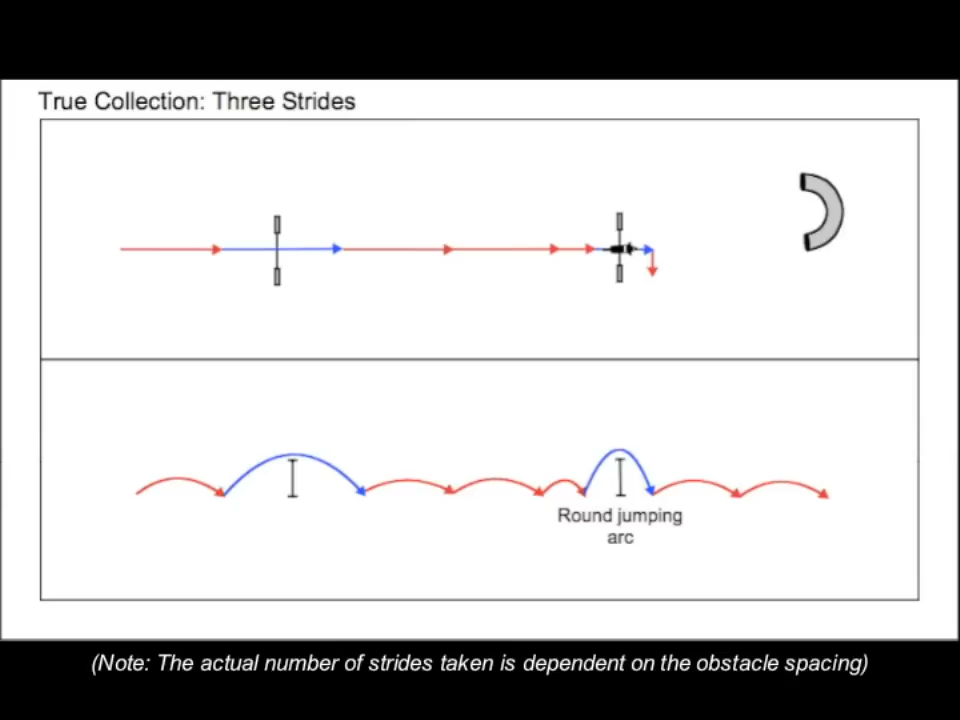 True Collection: Three Strides
Round jumping
arc
(Note: The actual number of strides taken is dependent on the obstacle spacing)